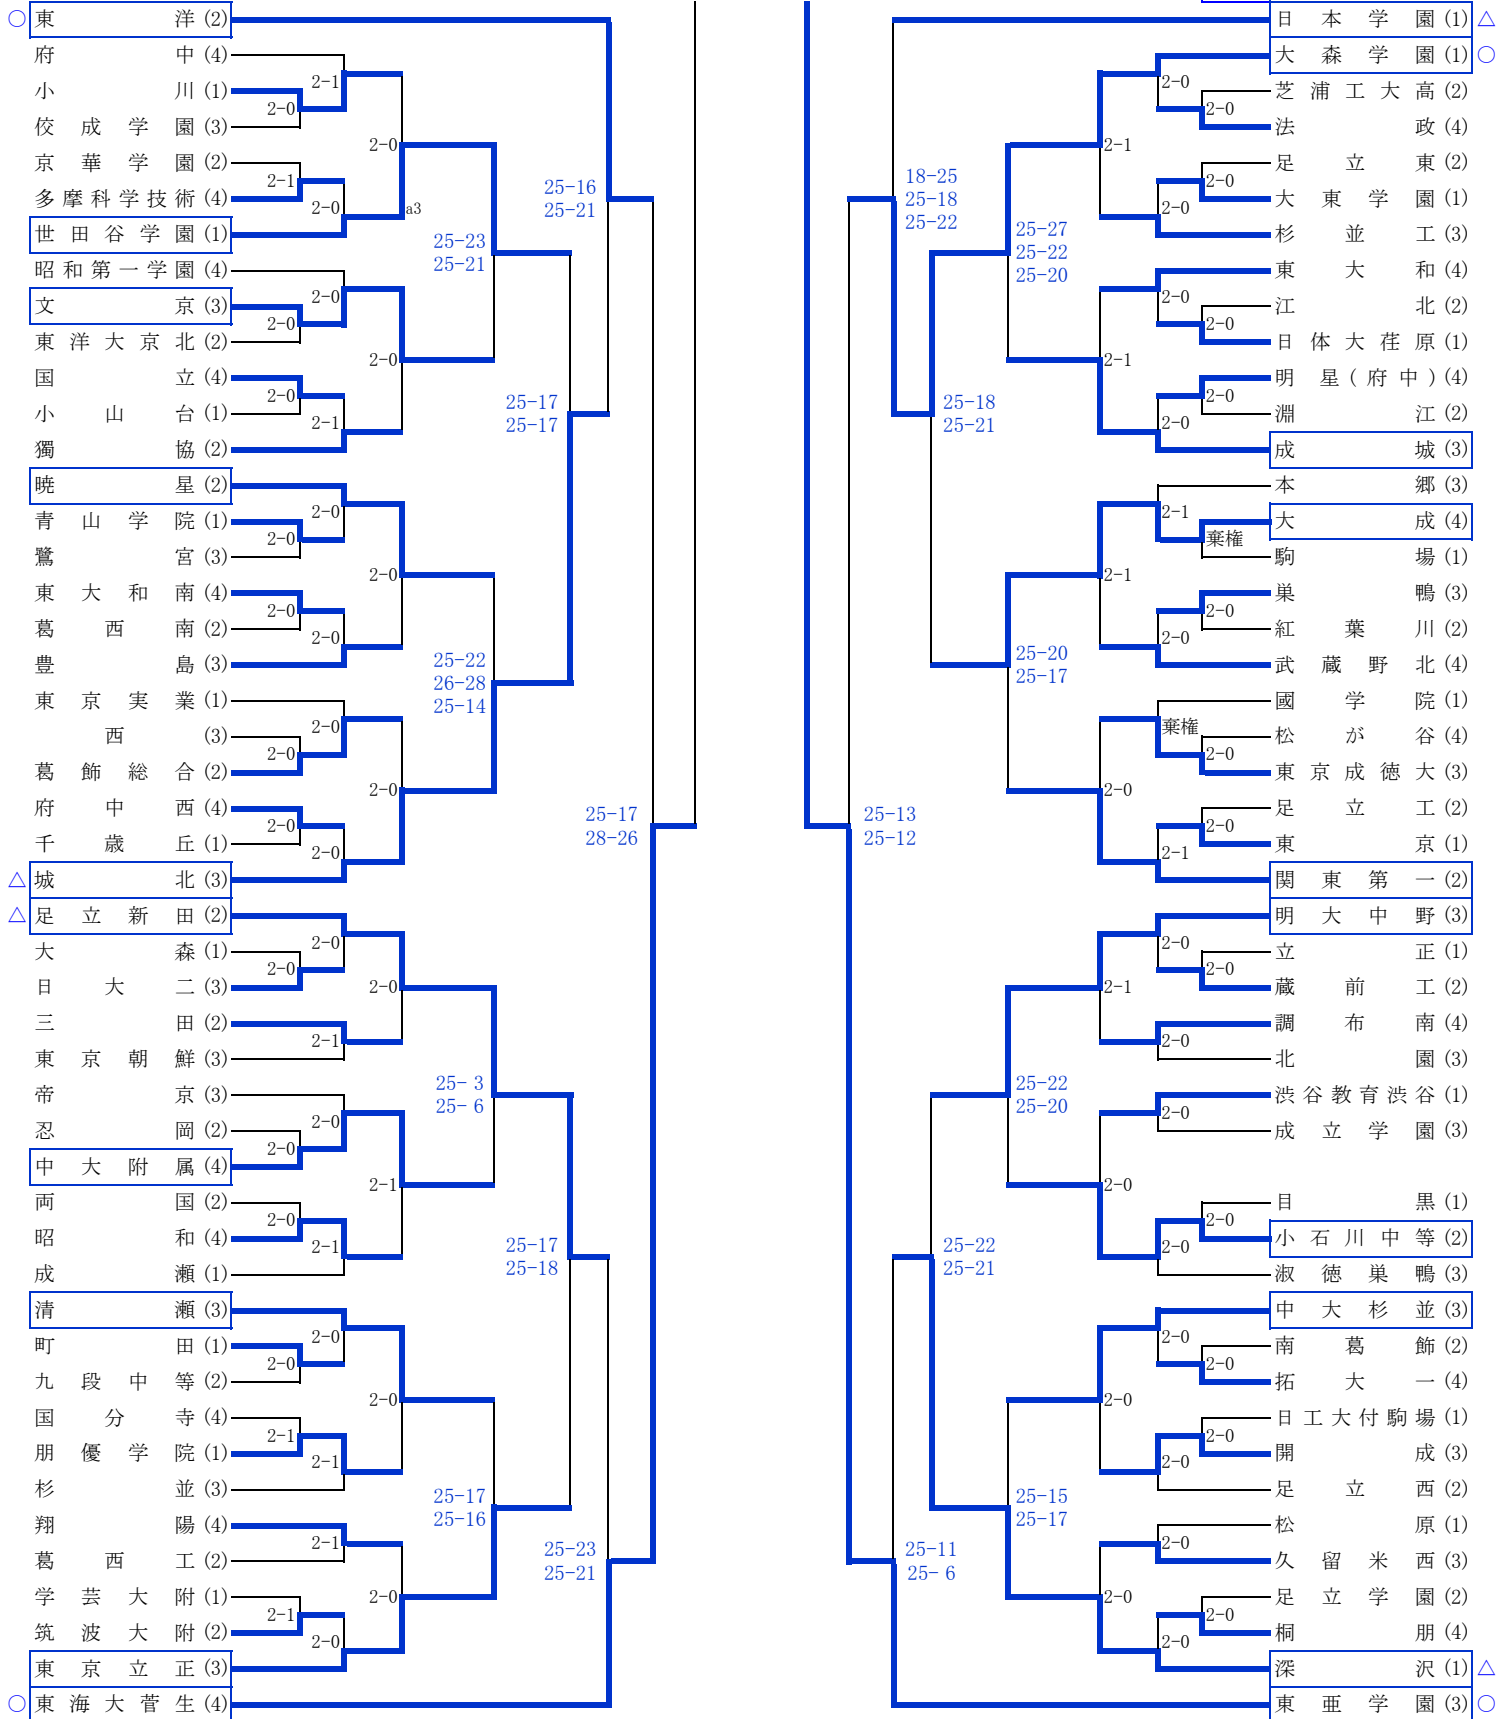 ○ 東洋 (2)
府中 (4)
小川 (1)
佼成学園 (3)
京華学園 (2)
多摩科学技術 (4)
世田谷学園 (1)
昭和第一学園 (4)
文京 (3)
東洋大京北 (2)
国立 (4)
小山台 (1)
獨協 (2)
暁星 (2)
青山学院 (1)
鷺宮 (3)
東大和南 (4)
葛西南 (2)
豊島 (3)
東京実業 (1)
西 (3)
葛飾総合 (2)
府中西 (4)
千歳丘 (1)
△ 城北 (3)
△ 足立新田 (2)
大森 (1)
日大二 (3)
三田 (2)
東京朝鮮 (3)
帝京 (3)
忍岡 (2)
中大附属 (4)
両国 (2)
昭和 (4)
成瀬 (1)
清瀬 (3)
町田 (1)
九段中等 (2)
国分寺 (4)
朋優学院 (1)
杉並 (3)
翔陽 (4)
葛西工 (2)
学芸大附 (1)
筑波大附 (2)
東京立正 (3)
○ 東海大菅生 (4)
2-0
2-1
2-0
2-0
2-1
2-0
2-1
2-0
2-0
2-0
2-0
2-0
2-0
2-0
2-0
2-0
2-1
2-0
2-0
2-0
2-1
2-0
2-1
2-1
2-1
2-1
2-0
2-0
2-0
2-0
2-0
2-0
2-0
2-0
2-0
2-1
2-0
2-0
a3
25-23
25-21
25-22
26-28
25-14
25- 3
25- 6
25-17
25-16
25-16
25-21
25-17
25-17
25-17
25-18
25-23
25-21
25-17
28-26
25-13
25-12
18-25
25-18
25-22
25-18
25-21
25-22
25-21
25-11
25- 6
25-27
25-22
25-20
25-20
25-17
25-22
25-20
25-15
25-17
2-1
2-1
2-1
2-0
2-1
2-0
2-0
2-0
2-0
2-0
2-0
2-0
2-0
2-0
2-0
2-0
2-1
棄権
2-0
2-0
棄権
2-0
2-1
2-0
2-0
2-0
2-0
2-0
2-0
2-0
2-0
2-0
2-0
2-0
2-0
2-0
2-0
日本学園 (1) △
大森学園 (1) ○
芝浦工大高 (2)
法政 (4)
足立東 (2)
大東学園 (1)
杉並工 (3)
東大和 (4)
江北 (2)
日体大荏原 (1)
明星(府中) (4)
淵江 (2)
成城 (3)
本郷 (3)
大成 (4)
駒場 (1)
巣鴨 (3)
紅葉川 (2)
武蔵野北 (4)
國学院 (1)
松が谷 (4)
東京成徳大 (3)
足立工 (2)
東京 (1)
関東第一 (2)
明大中野 (3)
立正 (1)
蔵前工 (2)
調布南 (4)
北園 (3)
渋谷教育渋谷 (1)
成立学園 (3)
目黒 (1)
小石川中等 (2)
淑徳巣鴨 (3)
中大杉並 (3)
南葛飾 (2)
拓大一 (4)
日工大付駒場 (1)
開成 (3)
足立西 (2)
松原 (1)
久留米西 (3)
足立学園 (2)
桐朋 (4)
深沢 (1) △
東亜学園 (3) ○